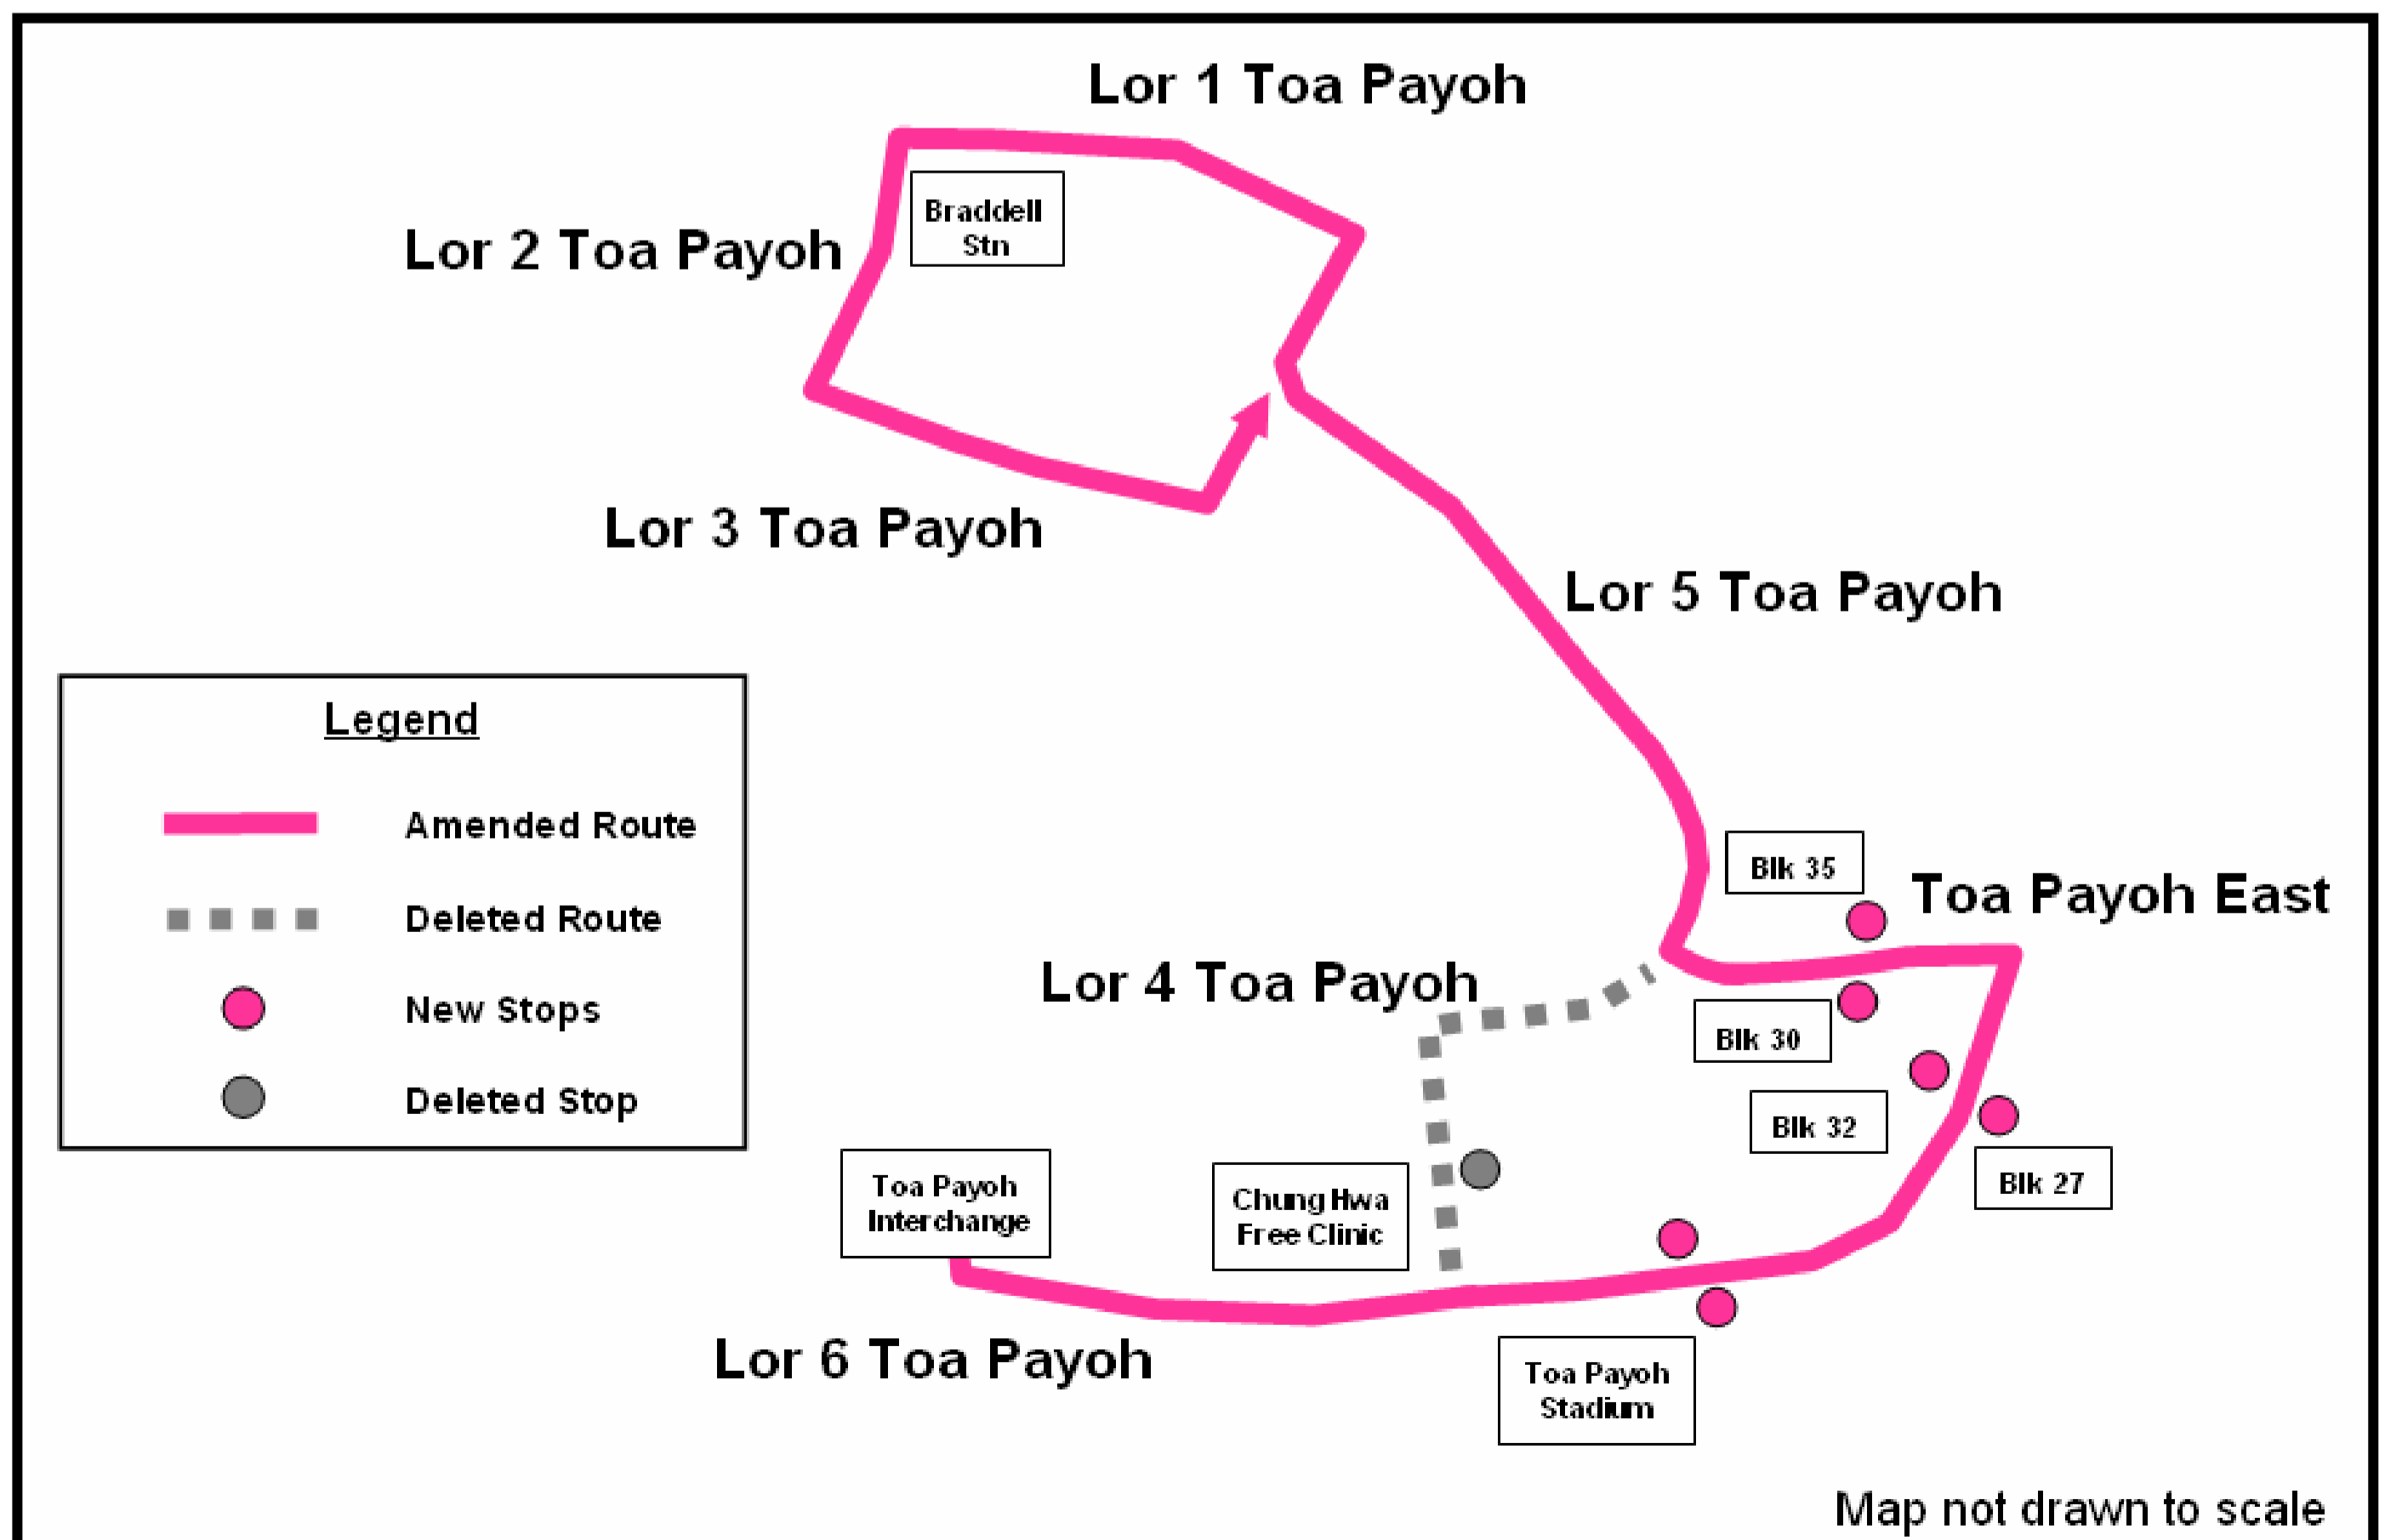 Lor 1 Toa Payoh
Braddell
Stn
Lor 2 Toa Payoh
Lor 3 Toa Payoh
Lor 5 Toa Payoh
Legend
Amended Route
Deleted Route
New Stops
Deleted Stop
Blk 35
Toa Payoh East
Lor 4 Toa Payoh
Blk 30
Blk 32
Blk 27
Toa Payoh
Interchange
Chung Hwa
Free Clinic
Lor 6 Toa Payoh
Toa Payoh
Stadium
Map not drawn to scale